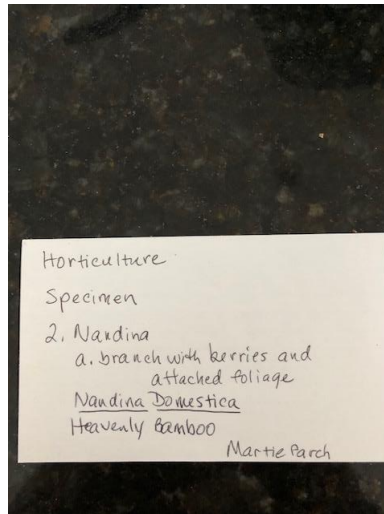 Horticulture
Specimen
2. Nandina
a. branch with berries and
attached foliage
Nandina Domestica
Heavenly Bamboo
Martie Parch